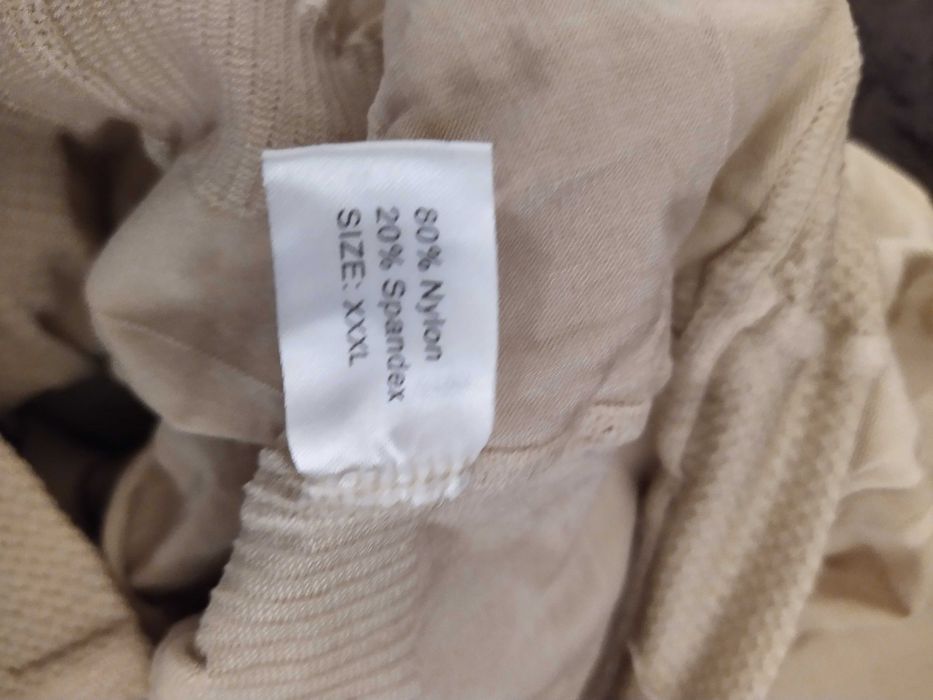 80% Nylon
20% Spandex
SIZE: XXXL